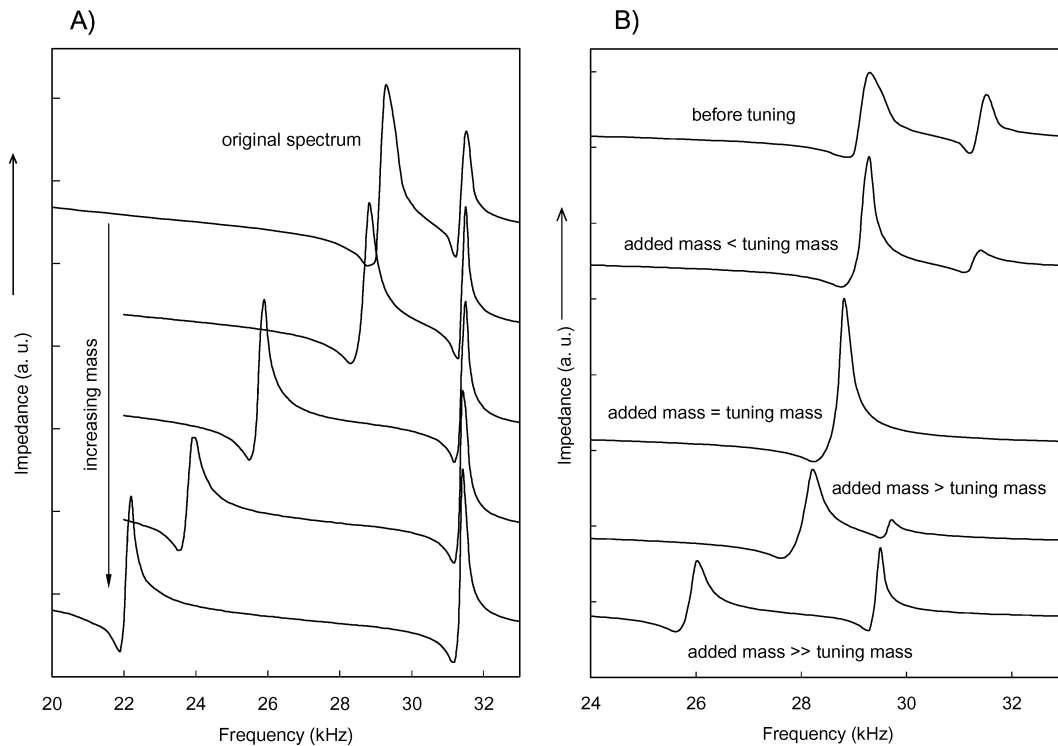 A)
original spectrum
increasing mass
Impedance (a. u.)
20 22 24 26 28 30 32
Frequency (kHz)
B)
before tuning
added mass < tuning mass
added mass = tuning mass
added mass > tuning mass
added mass >> tuning mass
Impedance (a. u.)
24 26 28 30 32
Frequency (kHz)